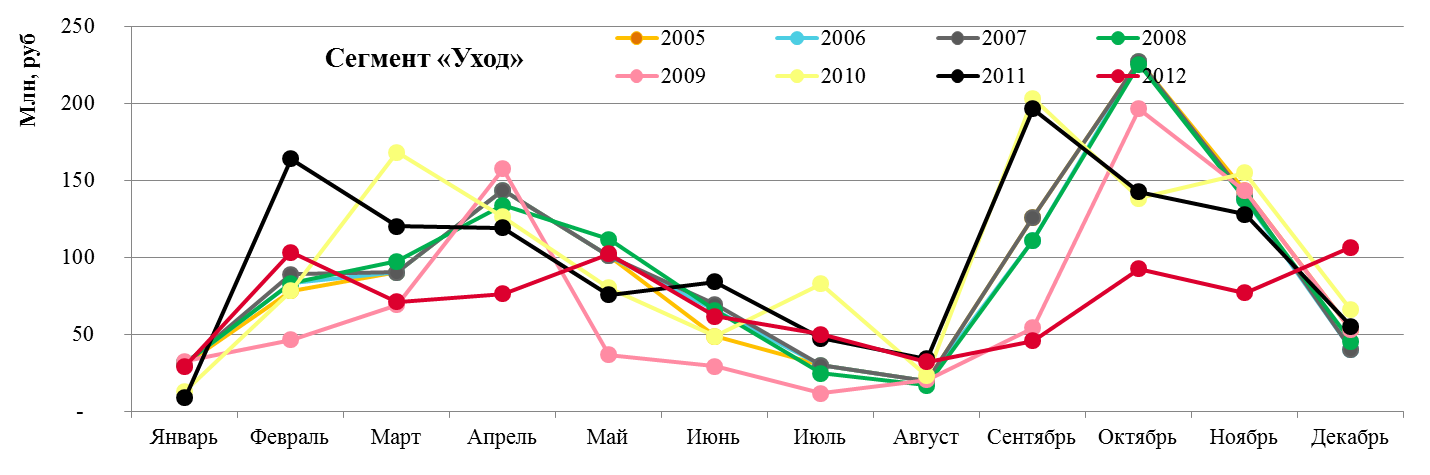 Млн, руб
250
200
150
100
50
-
Сегмент «Уход»
2005 2006 2007 2008
2009 2010 2011 2012
Январь Февраль Март Апрель Май Июнь Июль Август Сентябрь Октябрь Ноябрь Декабрь